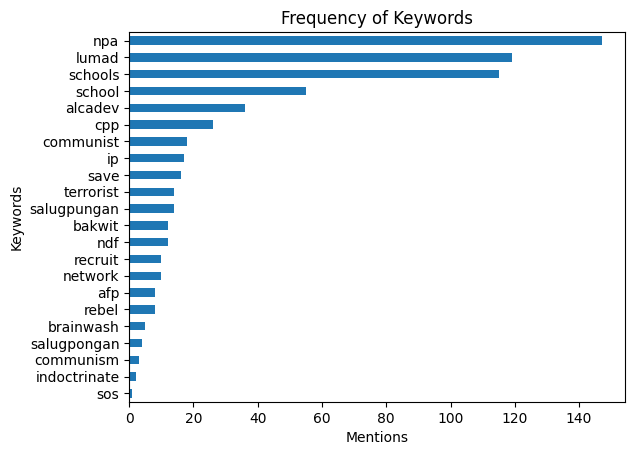 Frequency of Keywords
npa
lumad
schools
school
alcadev
cpp
communist
ip
save
terrorist
salugpungan
bakwit
ndf
recruit
network
afp
rebel
brainwash
salugpongan
communism
indoctrinate
sos
Keywords
0 20 40 60 80 100 120 140
Mentions